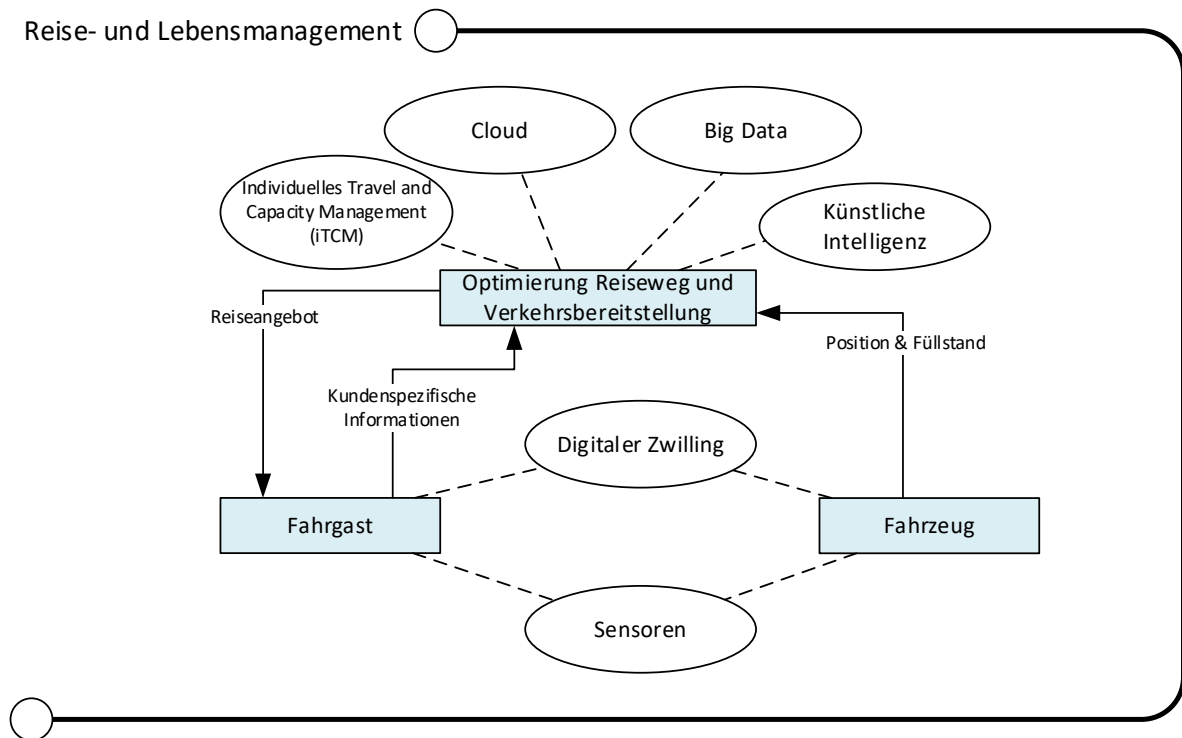 Reise- und Lebensmanagement
Cloud
Big Data
Individuelles Travel and
Capacity Management
(iTCM)
Künstliche
Intelligenz
Optimierung Reiseweg und
Verkehrsbereitstellung
Reiseangebot
Position & Füllstand
Kundenspezifische
Informationen
Digitaler Zwilling
Fahrgast
Fahrzeug
Sensoren